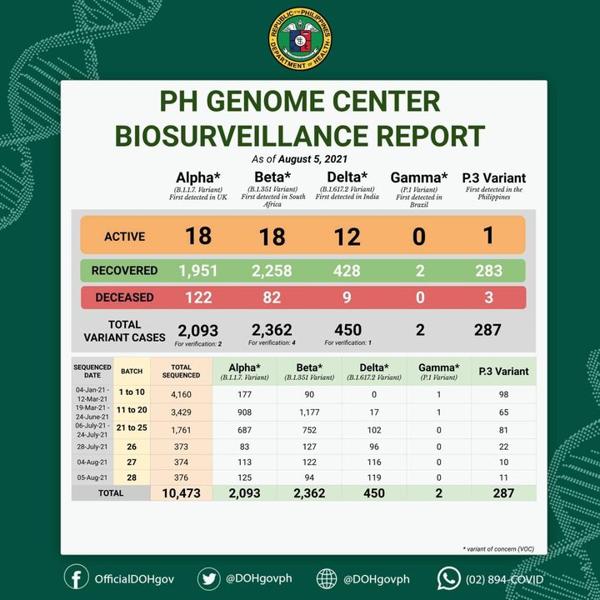 REPUBLIC OF THE PHILIPPINES
DEPARTMENT OF HEALTH
PH GENOME CENTER
BIOSURVEILLANCE REPORT
As of August 5, 2021
Alpha* Beta* Delta* Gamma* P.3 Variant
(B.1.1.7. Variant) (B.1.351 Variant) (B.1.617.2 Variant) (P.1 Variant) First detected in the
First detected in UK First detected in South First detected in India First detected in Philippines
Africa Brazil
ACTIVE 18 18 12 0 1
RECOVERED 1,951 2,258 428 2 283
DECEASED 122 82 9 0 3
TOTAL
VARIANT CASES 2,093 2,362 450 2 287
For verification: 2 For verification: 4 For verification: 1
SEQUENCED DATE BATCH TOTAL SEQUENCED Alpha* (B.1.1.7. Variant) Beta* (B.1.351 Variant) Delta* (B.1.617.2 Variant) Gamma* (P.1 Variant) P.3 Variant
04-Jan-21 - 12-Mar-21 1 to 10 4,160 177 90 0 1 98
19-Mar-21 - 24-June-21 11 to 20 3,429 908 1,177 17 1 65
06-July-21 - 24-July-21 21 to 25 1,761 687 752 102 0 81
28-July-21 26 373 83 127 96 0 22
04-Aug-21 27 374 113 122 116 0 10
05-Aug-21 28 376 125 94 119 0 11
TOTAL 10,473 2,093 2,362 450 2 287
* variant of concern (VOC)
OfficialDOHgov @DOHgovph @DOHgovph (02) 894-COVID